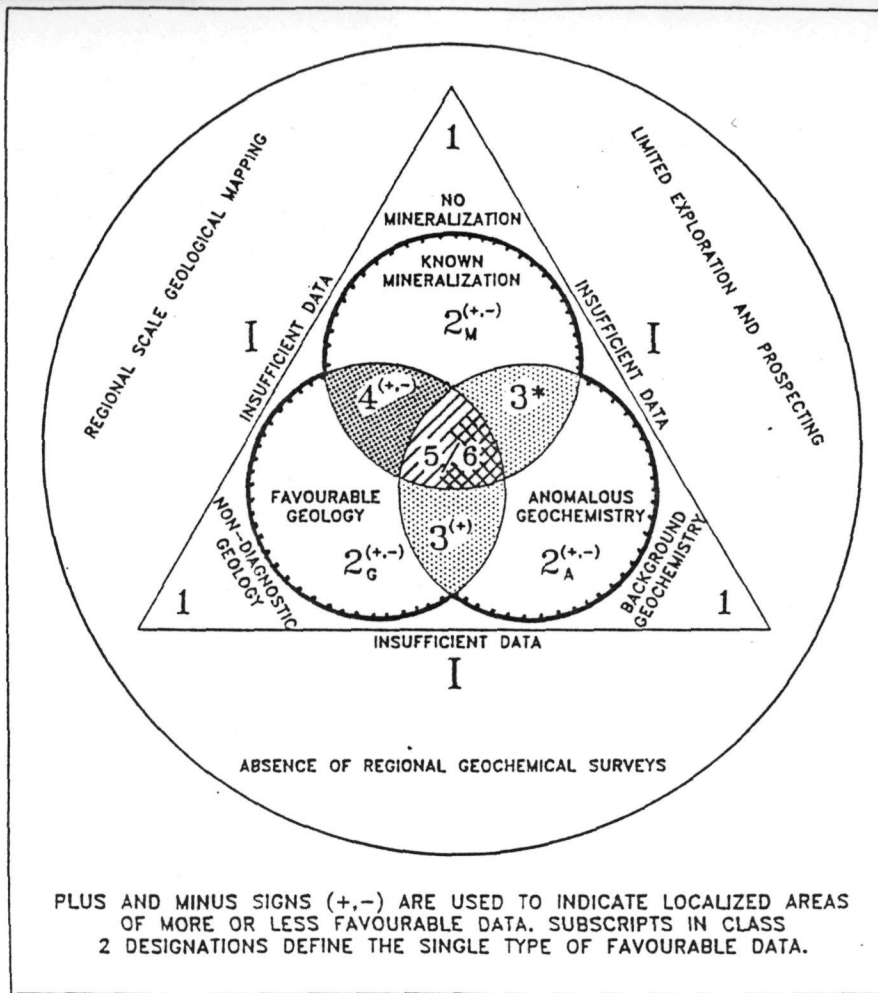 REGIONAL SCALE GEOLOGICAL MAPPING
LIMITED EXPLORATION AND PROSPECTING
1
NO
MINERALIZATION
KNOWN
MINERALIZATION
2M(+,-)
INSUFFICIENT DATA
INSUFFICIENT DATA
I
I
4(+,-)
3*
5/6
FAVOURABLE
GEOLOGY
2G(+,-)
3(+)
ANOMALOUS
GEOCHEMISTRY
2A(+,-)
NON-DIAGNOSTIC
GEOLOGY
BACKGROUND
GEOCHEMISTRY
1
1
INSUFFICIENT DATA
I
ABSENCE OF REGIONAL GEOCHEMICAL SURVEYS
PLUS AND MINUS SIGNS (+,-) ARE USED TO INDICATE LOCALIZED AREAS
OF MORE OR LESS FAVOURABLE DATA. SUBSCRIPTS IN CLASS
2 DESIGNATIONS DEFINE THE SINGLE TYPE OF FAVOURABLE DATA.